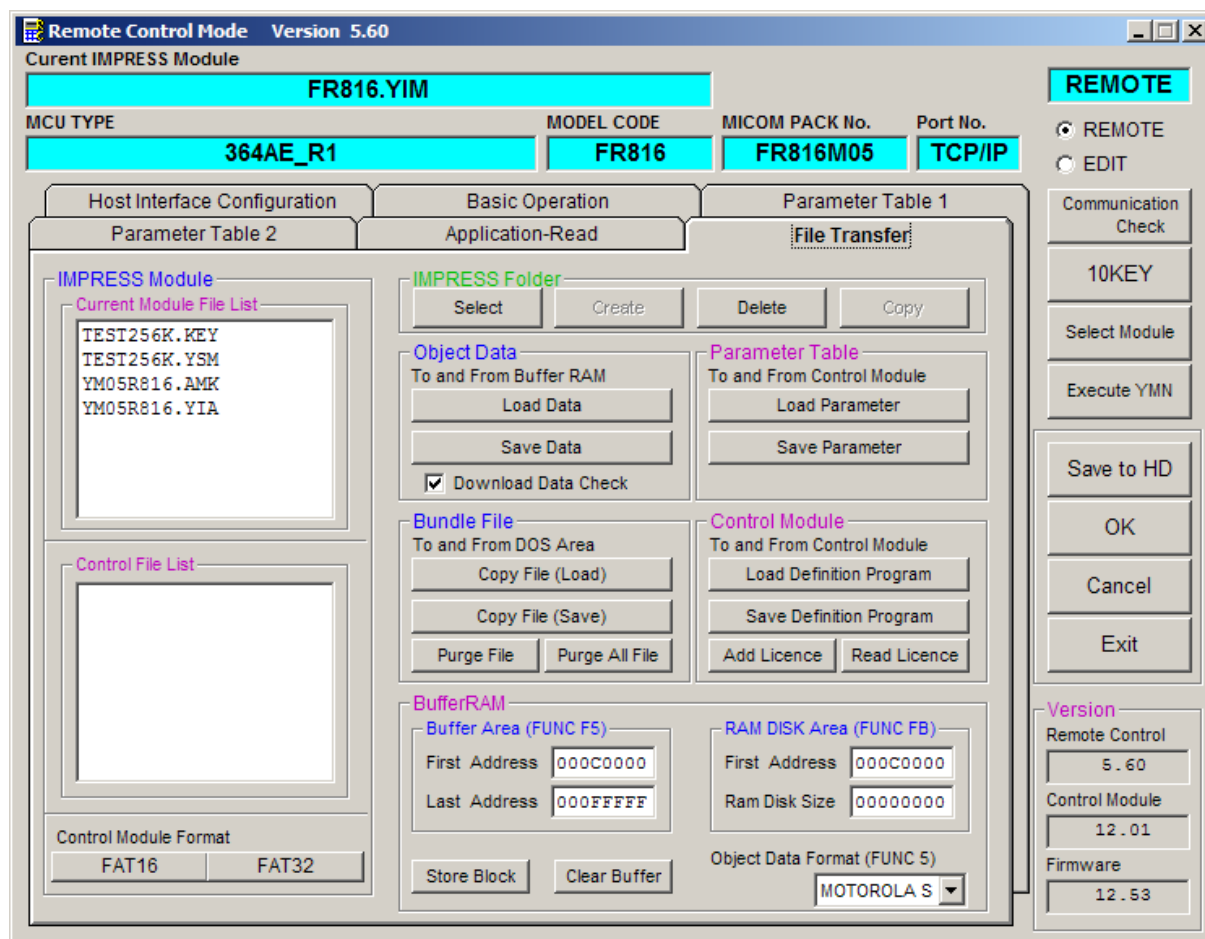 Remote Control Mode Version 5.60
Curent IMPRESS Module
FR816.YIM
REMOTE
MCU TYPE
MODEL CODE
MICOM PACK No.
Port No.
364AE_R1
FR816
FR816M05
TCP/IP
REMOTE
EDIT
Host Interface Configuration
Basic Operation
Parameter Table 1
Parameter Table 2
Application-Read
File Transfer
IMPRESS Module
Current Module File List
TEST256K.KEY
TEST256K.YSM
YM05R816.AMK
YM05R816.YIA
Control File List
Control Module Format
FAT16
FAT32
IMPRESS Folder
Select
Create
Delete
Copy
Object Data
To and From Buffer RAM
Load Data
Save Data
Download Data Check
Parameter Table
To and From Control Module
Load Parameter
Save Parameter
Bundle File
To and From DOS Area
Copy File (Load)
Copy File (Save)
Purge File
Purge All File
Control Module
To and From Control Module
Load Definition Program
Save Definition Program
Add Licence
Read Licence
BufferRAM
Buffer Area (FUNC F5)
First Address 000C0000
Last Address 000FFFFF
RAM DISK Area (FUNC FB)
First Address 000C0000
Ram Disk Size 00000000
Store Block
Clear Buffer
Object Data Format (FUNC 5)
MOTOROLA S
Communication
Check
10KEY
Select Module
Execute YMN
Save to HD
OK
Cancel
Exit
Version
Remote Control
5.60
Control Module
12.01
Firmware
12.53